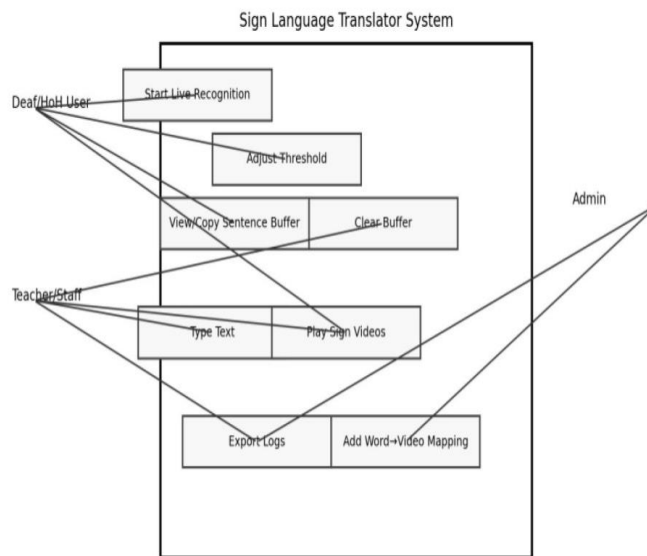 Sign Language Translator System
Deaf/HoH User
Start Live Recognition
Adjust Threshold
View/Copy Sentence Buffer
Clear Buffer
Admin
Teacher/Staff
Type Text
Play Sign Videos
Export Logs
Add Word→Video Mapping